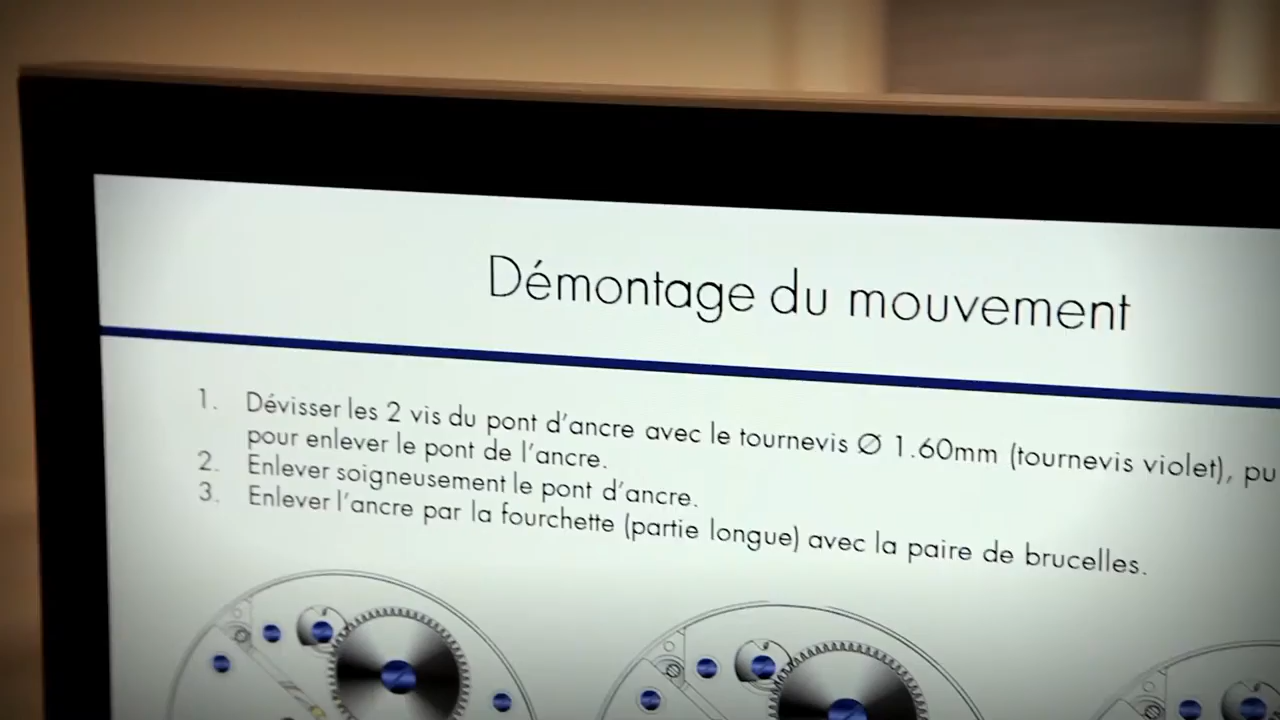 Démontage du mouvement
1. Dévisser les 2 vis du pont d'ancre avec le tournevis Ø 1.60mm (tournevis violet),
pour enlever le pont de l'ancre.
2. Enlever soigneusement le pont d'ancre.
3. Enlever l'ancre par la fourchette (partie longue) avec la paire de brucelles.